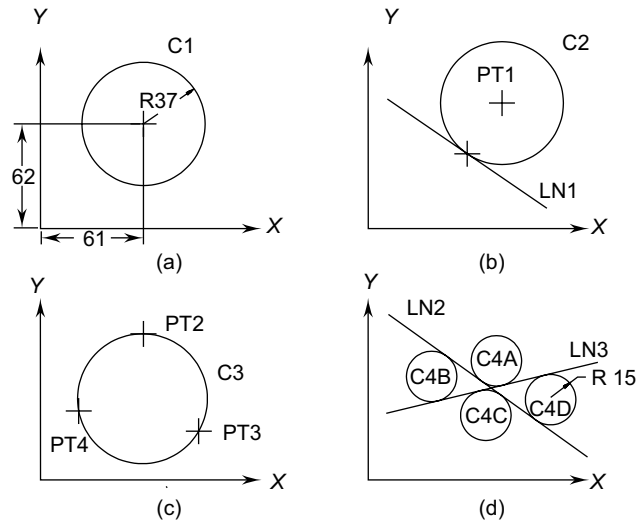 Y
C1
R37
62
61
X
(a)
Y
C2
PT1
LN1
X
(b)
Y
PT2
C3
PT4
PT3
X
(c)
Y
LN2
LN3
C4A
C4B
R 15
C4C
C4D
X
(d)